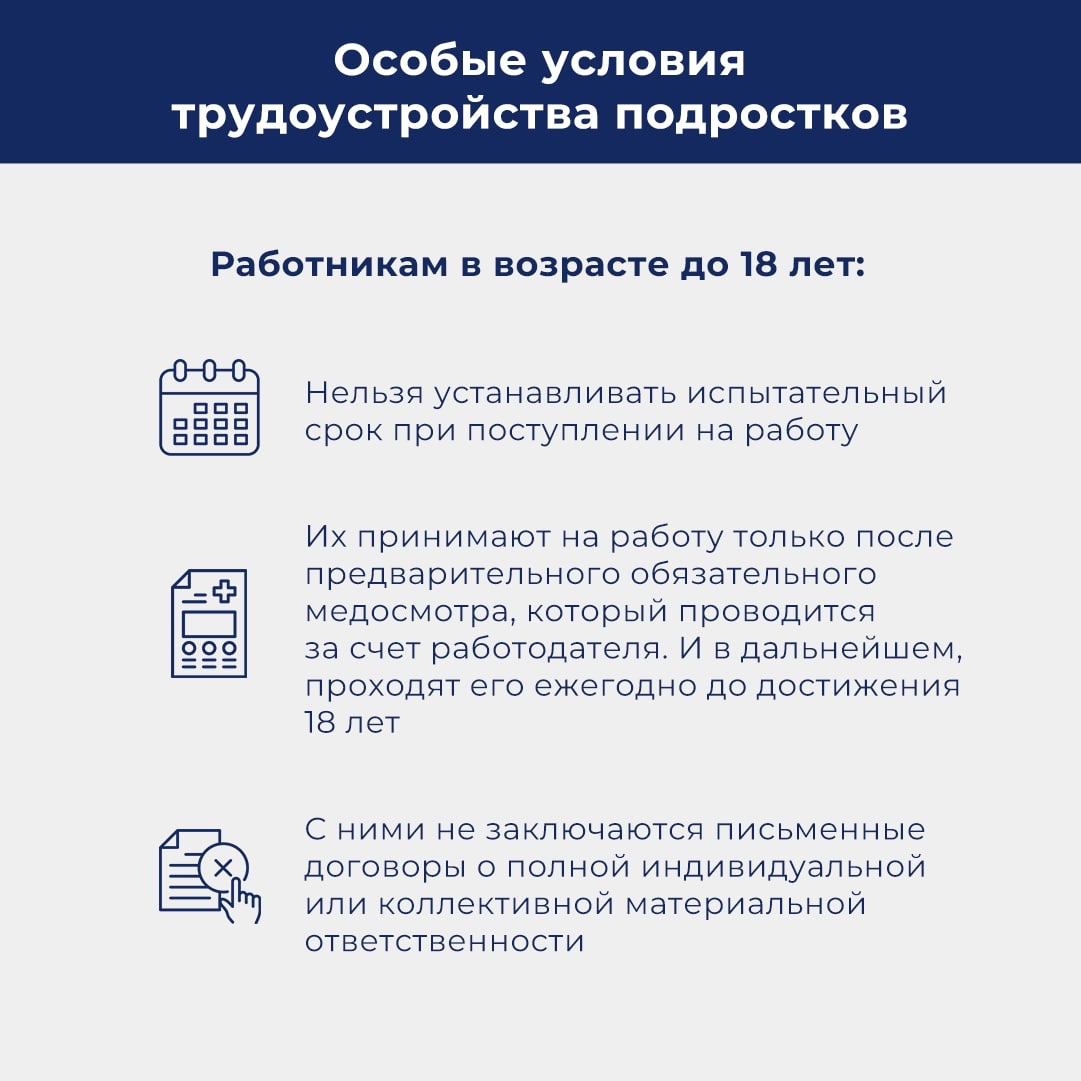 Особые условия
трудоустройства подростков
Работникам в возрасте до 18 лет:
Нельзя устанавливать испытательный
срок при поступлении на работу
Их принимают на работу только после
предварительного обязательного
медосмотра, который проводится
за счет работодателя. И в дальнейшем,
проходят его ежегодно до достижения
18 лет
С ними не заключаются письменные
договоры о полной индивидуальной
или коллективной материальной
ответственности